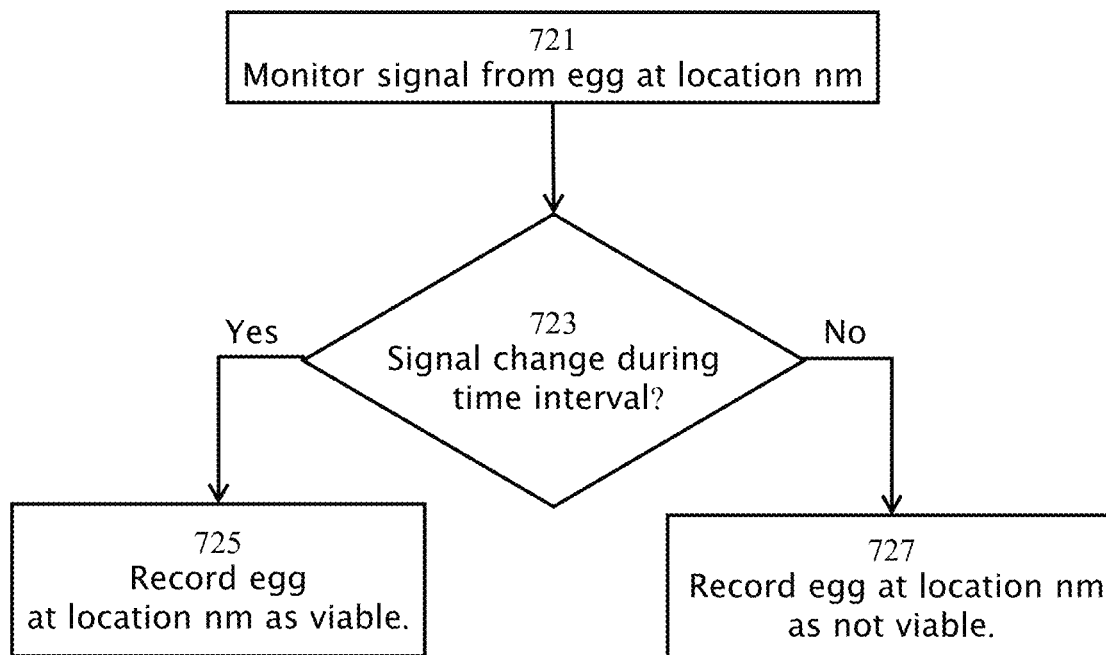 721
Monitor signal from egg at location nm
Yes
723
No
Signal change during
time interval?
725
Record egg
at location nm as viable.
727
Record egg at location nm
as not viable.